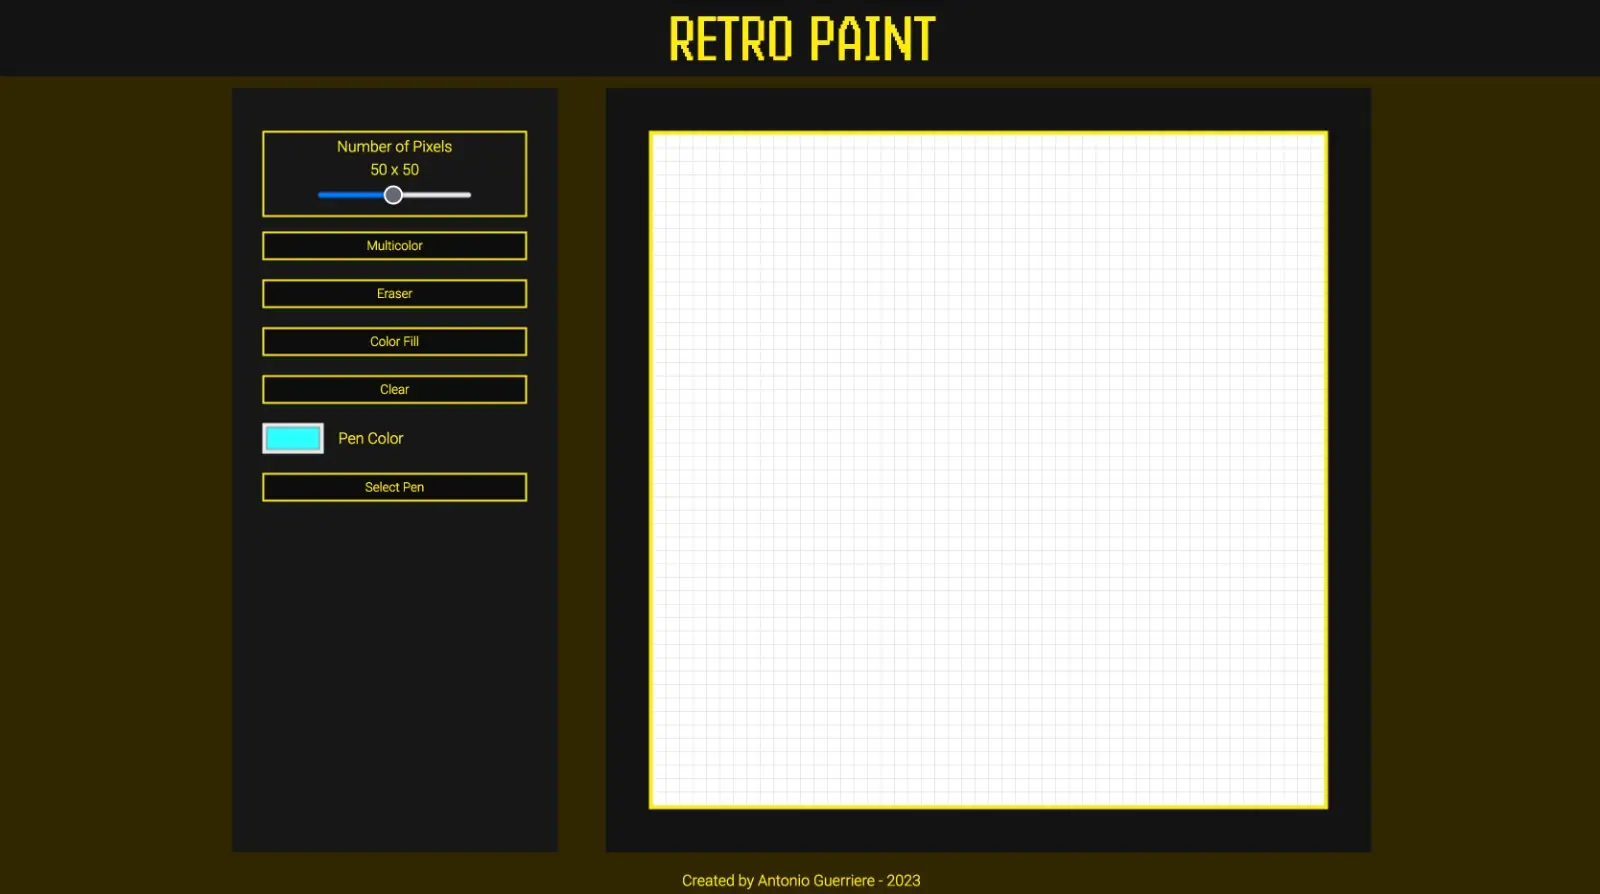 RETRO PAINT
Number of Pixels
50 x 50
Multicolor
Eraser
Color Fill
Clear
Pen Color
Select Pen
Created by Antonio Guerriere - 2023